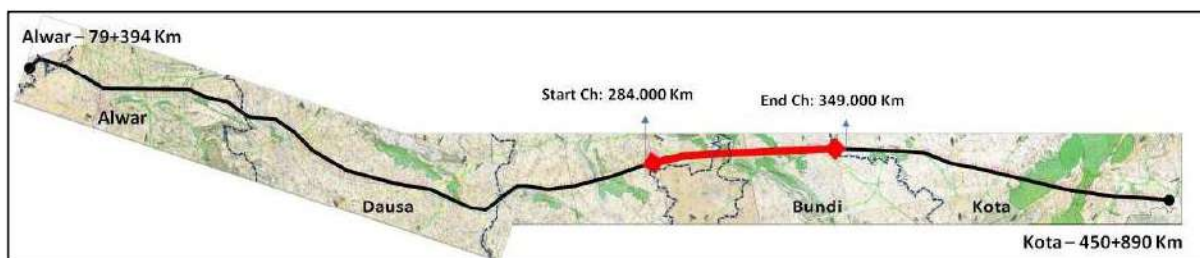 Alwar – 79+394 Km
Start Ch: 284.000 Km
End Ch: 349.000 Km
Alwar
Dausa
Bundi
Kota
Kota – 450+890 Km